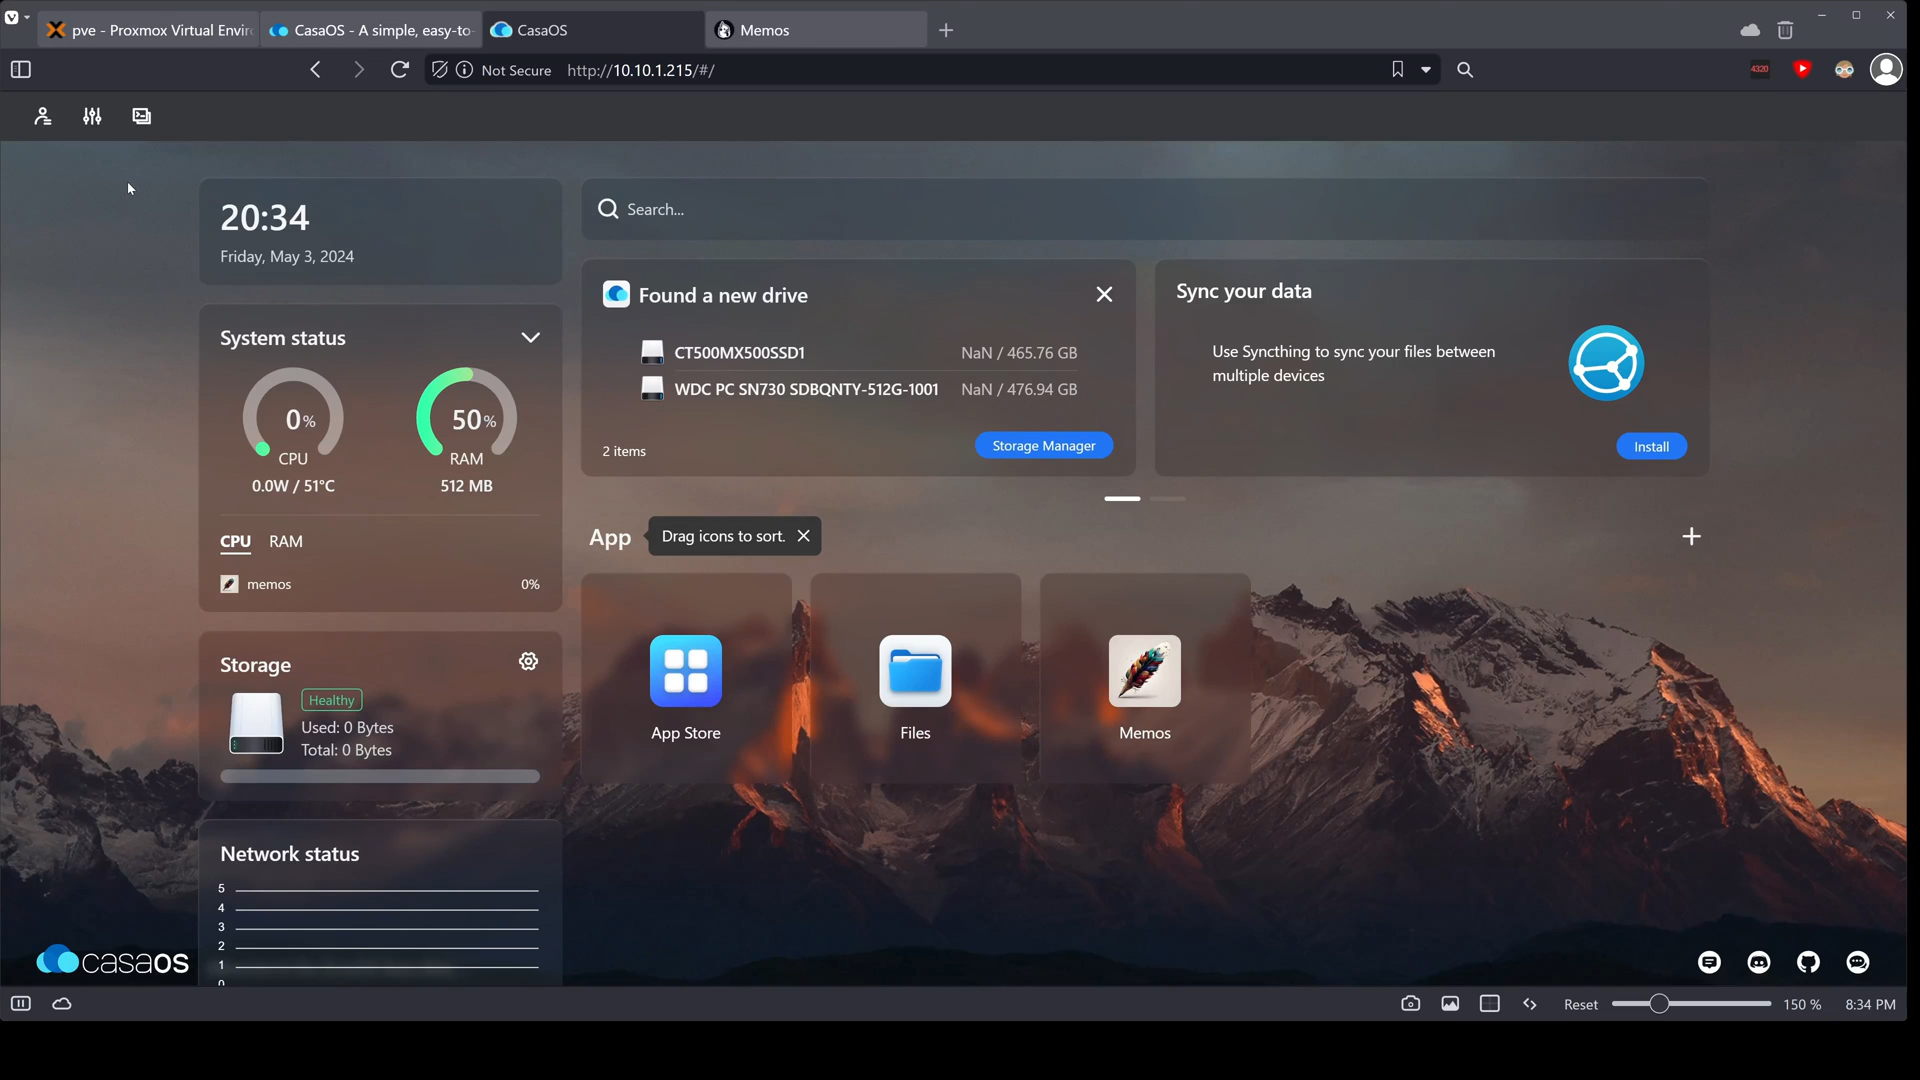 pve - Proxmox Virtual Envir
CasaOS - A simple, easy-to-
CasaOS
Memos
Not Secure
http://10.10.1.215/#/
4320
20:34
Friday, May 3, 2024
Search...
System status
0%
CPU
0.0W / 51°C
50%
RAM
512 MB
CPU RAM
memos 0%
Found a new drive
CT500MX500SSD1 NaN / 465.76 GB
WDC PC SN730 SDBQNTY-512G-1001 NaN / 476.94 GB
2 items
Storage Manager
Sync your data
Use Syncthing to sync your files between
multiple devices
Install
App
Drag icons to sort.
App Store
Files
Memos
Storage
Healthy
Used: 0 Bytes
Total: 0 Bytes
Network status
5
4
3
2
1
0
casaOS
Reset
150 %
8:34 PM